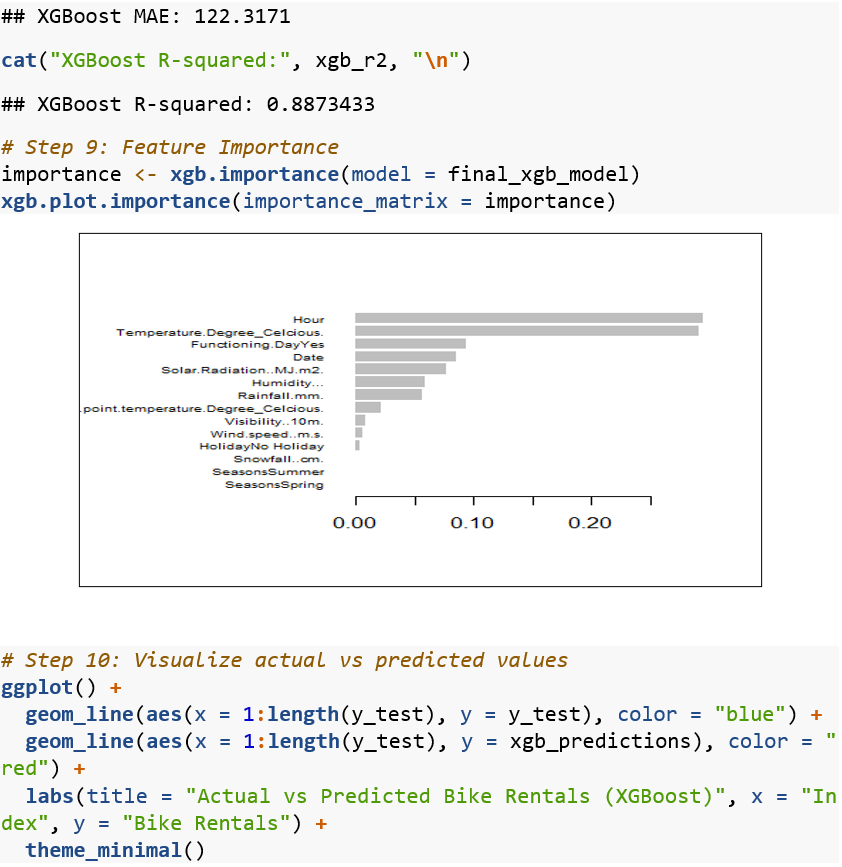 ## XGBoost MAE: 122.3171
cat("XGBoost R-squared:", xgb_r2, "\n")
## XGBoost R-squared: 0.8873433
# Step 9: Feature Importance
importance <- xgb.importance(model = final_xgb_model)
xgb.plot.importance(importance_matrix = importance)
Hour
Temperature.Degree_Celcious.
Functioning.DayYes
Date
Solar.Radiation..MJ.m2.
Humidity...
Rainfall.mm.
.point.temperature.Degree_Celcious.
Visibility..10m.
Wind.speed..m.s.
HolidayNo Holiday
Snowfall..cm.
SeasonsSummer
SeasonsSpring
0.00 0.10 0.20
# Step 10: Visualize actual vs predicted values
ggplot() +
  geom_line(aes(x = 1:length(y_test), y = y_test), color = "blue") +
  geom_line(aes(x = 1:length(y_test), y = xgb_predictions), color = "
red") +
  labs(title = "Actual vs Predicted Bike Rentals (XGBoost)", x = "In
dex", y = "Bike Rentals") +
  theme_minimal()